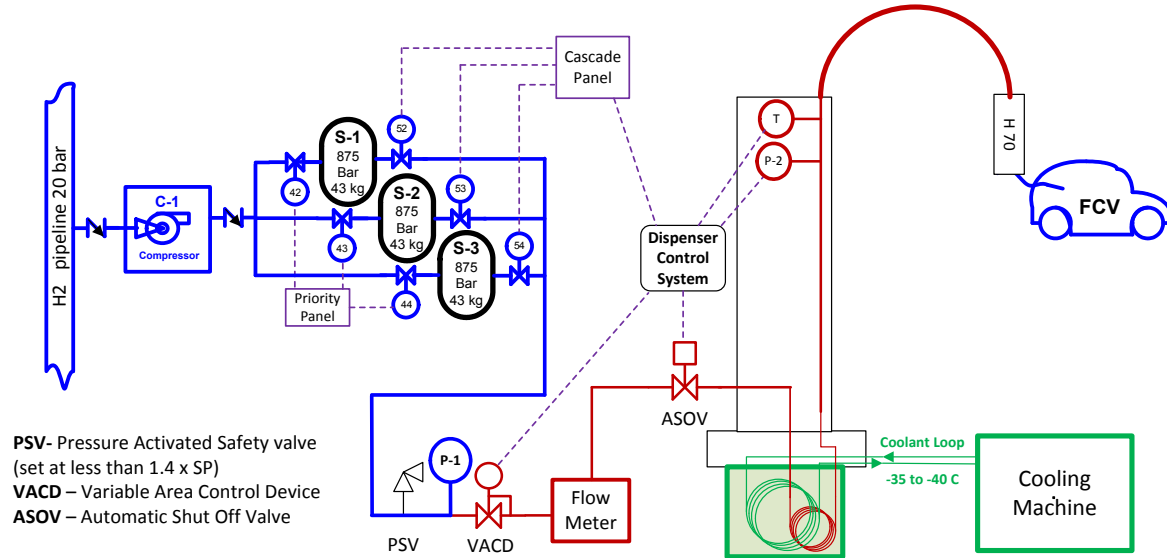 H2 pipeline 20 bar
C-1
Compressor
S-1
875
Bar
43 kg
S-2
875
Bar
43 kg
S-3
875
Bar
43 kg
42
43
44
52
53
54
Priority
Panel
Cascade
Panel
Dispenser
Control
System
T
P-2
H 70
FCV
PSV- Pressure Activated Safety valve
(set at less than 1.4 x SP)
VACD – Variable Area Control Device
ASOV – Automatic Shut Off Valve
P-1
PSV
VACD
Flow
Meter
ASOV
Coolant Loop
-35 to -40 C
Cooling
Machine